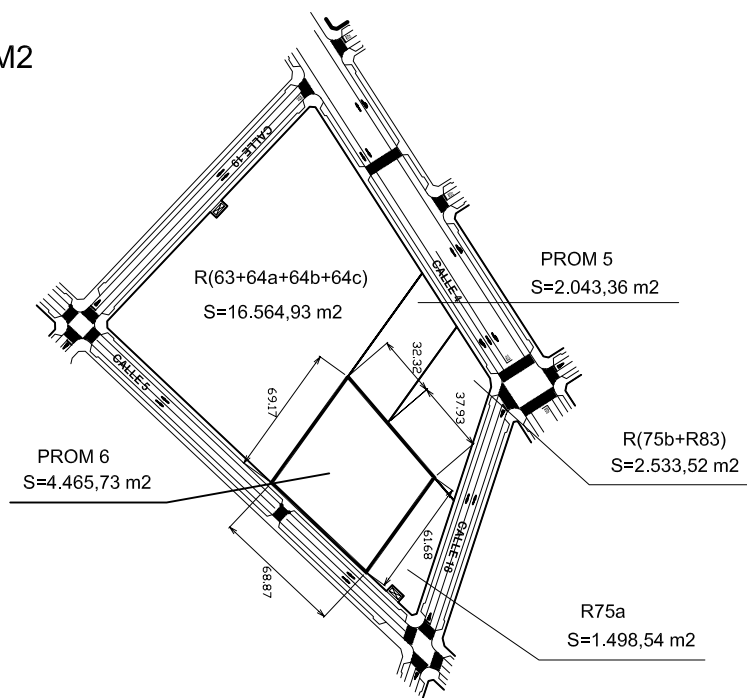 M2
CALLE 19
R(63+64a+64b+64c)
S=16.564,93 m2
CALLE 4
PROM 5
S=2.043,36 m2
32.32
37.93
CALLE 5
69.17
PROM 6
S=4.465,73 m2
R(75b+R83)
S=2.533,52 m2
61.68
CALLE 18
68.87
R75a
S=1.498,54 m2